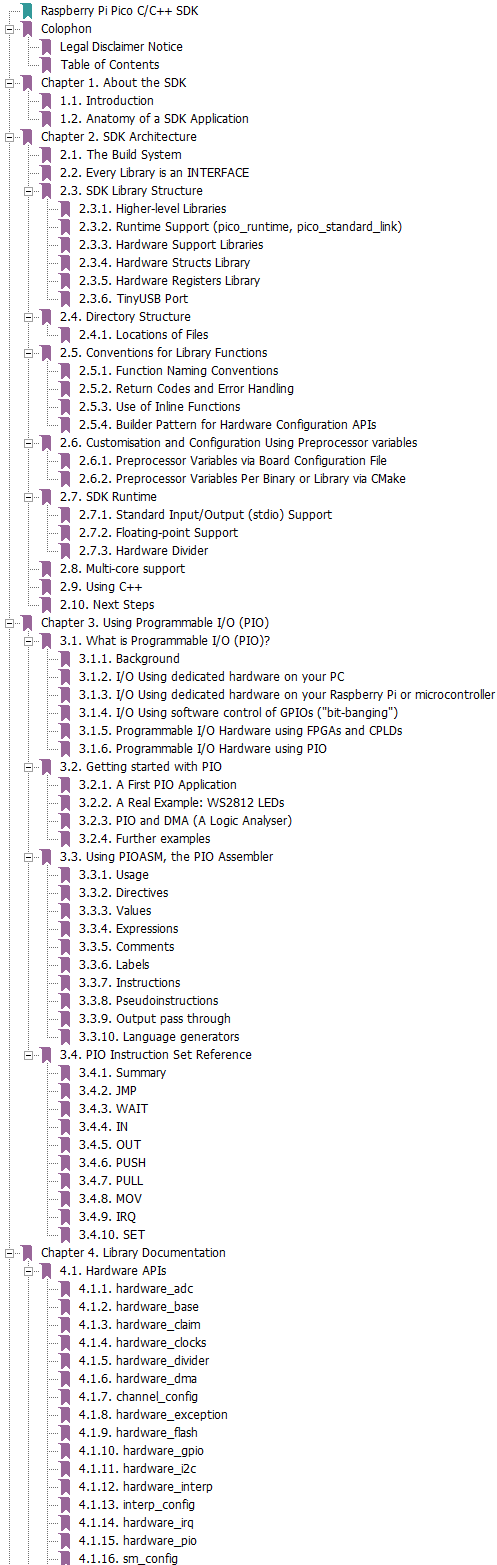 Raspberry Pi Pico C/C++ SDK
Colophon
Legal Disclaimer Notice
Table of Contents
Chapter 1. About the SDK
1.1. Introduction
1.2. Anatomy of a SDK Application
Chapter 2. SDK Architecture
2.1. The Build System
2.2. Every Library is an INTERFACE
2.3. SDK Library Structure
2.3.1. Higher-level Libraries
2.3.2. Runtime Support (pico_runtime, pico_standard_link)
2.3.3. Hardware Support Libraries
2.3.4. Hardware Structs Library
2.3.5. Hardware Registers Library
2.3.6. TinyUSB Port
2.4. Directory Structure
2.4.1. Locations of Files
2.5. Conventions for Library Functions
2.5.1. Function Naming Conventions
2.5.2. Return Codes and Error Handling
2.5.3. Use of Inline Functions
2.5.4. Builder Pattern for Hardware Configuration APIs
2.6. Customisation and Configuration Using Preprocessor variables
2.6.1. Preprocessor Variables via Board Configuration File
2.6.2. Preprocessor Variables Per Binary or Library via CMake
2.7. SDK Runtime
2.7.1. Standard Input/Output (stdio) Support
2.7.2. Floating-point Support
2.7.3. Hardware Divider
2.8. Multi-core support
2.9. Using C++
2.10. Next Steps
Chapter 3. Using Programmable I/O (PIO)
3.1. What is Programmable I/O (PIO)?
3.1.1. Background
3.1.2. I/O Using dedicated hardware on your PC
3.1.3. I/O Using dedicated hardware on your Raspberry Pi or microcontroller
3.1.4. I/O Using software control of GPIOs ("bit-banging")
3.1.5. Programmable I/O Hardware using FPGAs and CPLDs
3.1.6. Programmable I/O Hardware using PIO
3.2. Getting started with PIO
3.2.1. A First PIO Application
3.2.2. A Real Example: WS2812 LEDs
3.2.3. PIO and DMA (A Logic Analyser)
3.2.4. Further examples
3.3. Using PIOASM, the PIO Assembler
3.3.1. Usage
3.3.2. Directives
3.3.3. Values
3.3.4. Expressions
3.3.5. Comments
3.3.6. Labels
3.3.7. Instructions
3.3.8. Pseudoinstructions
3.3.9. Output pass through
3.3.10. Language generators
3.4. PIO Instruction Set Reference
3.4.1. Summary
3.4.2. JMP
3.4.3. WAIT
3.4.4. IN
3.4.5. OUT
3.4.6. PUSH
3.4.7. PULL
3.4.8. MOV
3.4.9. IRQ
3.4.10. SET
Chapter 4. Library Documentation
4.1. Hardware APIs
4.1.1. hardware_adc
4.1.2. hardware_base
4.1.3. hardware_claim
4.1.4. hardware_clocks
4.1.5. hardware_divider
4.1.6. hardware_dma
4.1.7. channel_config
4.1.8. hardware_exception
4.1.9. hardware_flash
4.1.10. hardware_gpio
4.1.11. hardware_i2c
4.1.12. hardware_interp
4.1.13. interp_config
4.1.14. hardware_irq
4.1.15. hardware_pio
4.1.16. sm_config